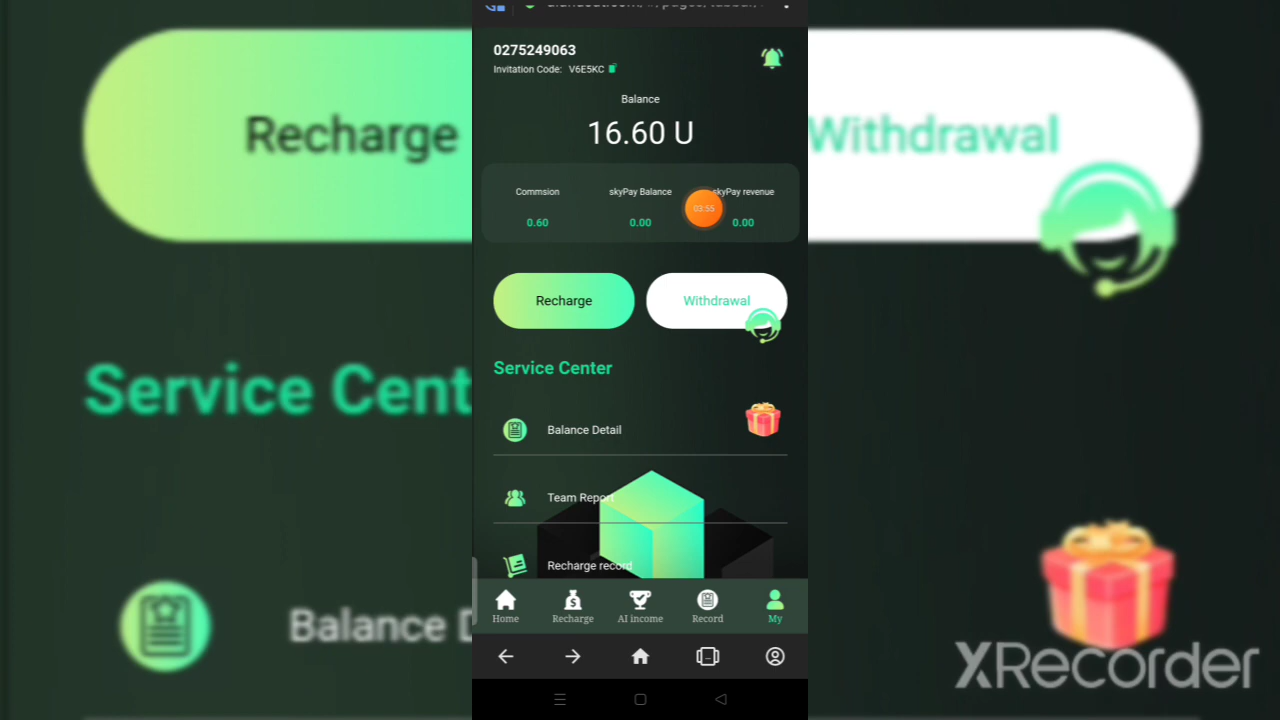 0275249063
Invitation Code: V6E5KC
Balance
16.60 U
Commsion
skyPay Balance
skyPay revenue
03:55
0.60
0.00
0.00
Recharge
Withdrawal
Recharge
Withdrawal
Service Center
Service Cent
Balance Detail
Team Report
Recharge record
Balance D
Home
Recharge
AI income
Record
My
XRecorder